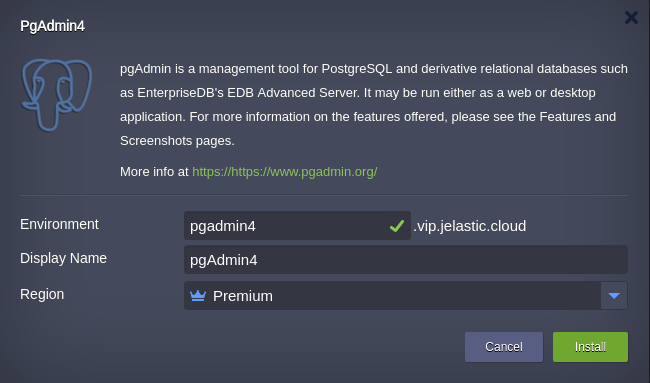 PgAdmin4
pgAdmin is a management tool for PostgreSQL and derivative relational databases such
as EnterpriseDB's EDB Advanced Server. It may be run either as a web or desktop
application. For more information on the features offered, please see the Features and
Screenshots pages.
More info at https://https://www.pgadmin.org/
Environment pgadmin4 .vip.jelastic.cloud
Display Name pgAdmin4
Region Premium
Cancel Install